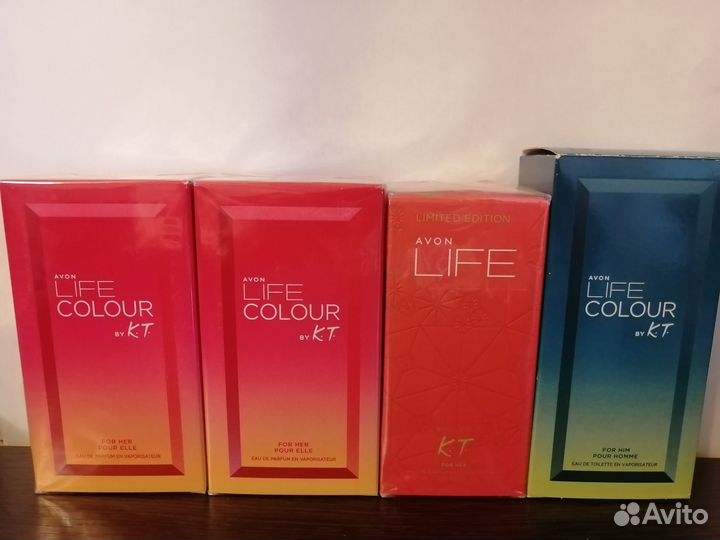 AVON
LIFE
COLOUR
BY K.T.
FOR HER
POUR ELLE
EAU DE PARFUM EN VAPORISATEUR
AVON
LIFE
COLOUR
BY K.T.
FOR HER
POUR ELLE
EAU DE PARFUM EN VAPORISATEUR
LIMITED EDITION
AVON
LIFE
K.T
FOR HER
AVON
LIFE
COLOUR
BY K.T.
FOR HIM
POUR HOMME
EAU DE TOILETTE EN VAPORISATEUR
Avito